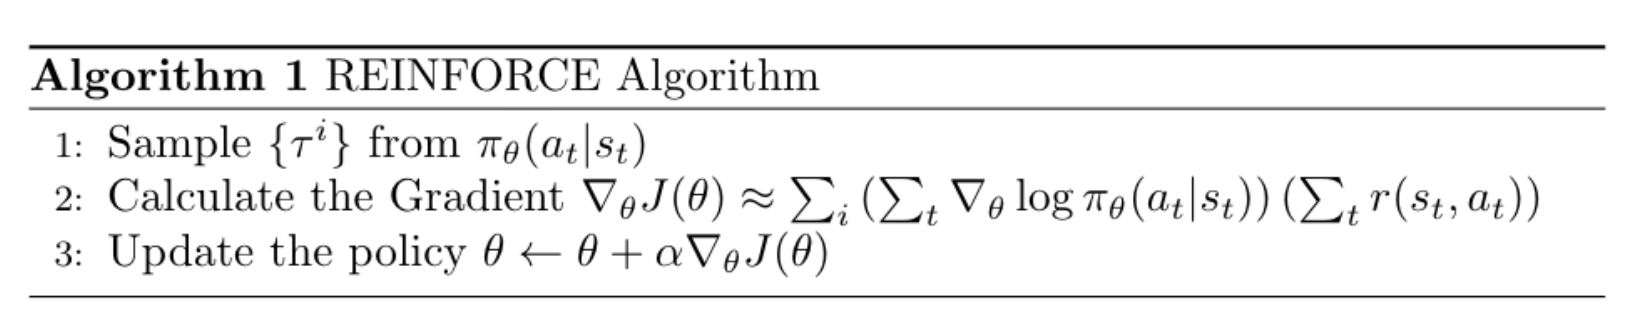 Algorithm 1 REINFORCE Algorithm
1: Sample {τ^i} from π_θ(a_t|s_t)
2: Calculate the Gradient ∇_θJ(θ) ≈ ∑_i (∑_t ∇_θ log π_θ(a_t|s_t)) (∑_t r(s_t, a_t))
3: Update the policy θ ← θ + α∇_θJ(θ)